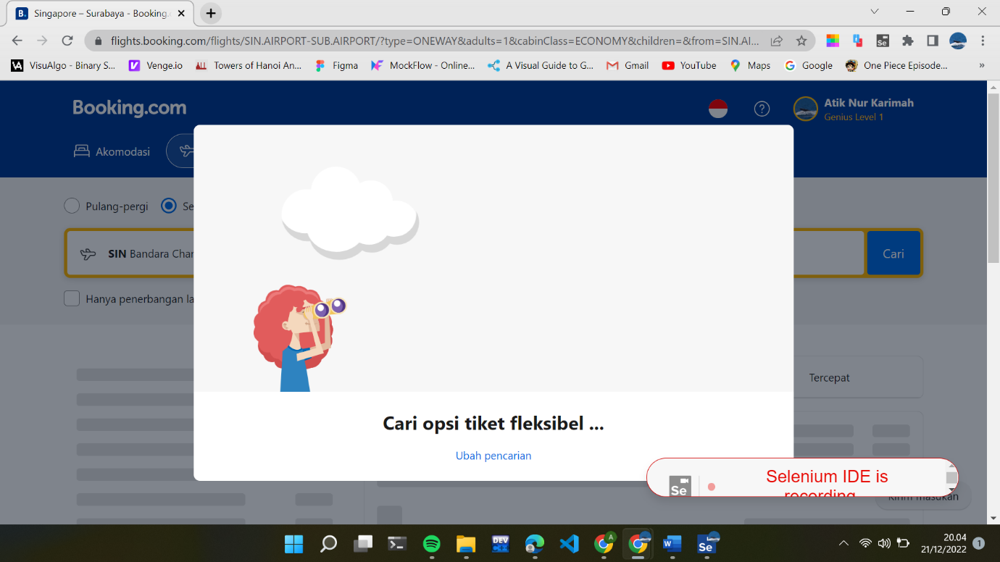 Singapore – Surabaya - Booking.c
flights.booking.com/flights/SIN.AIRPORT-SUB.AIRPORT/?type=ONEWAY&adults=1&cabinClass=ECONOMY&children=&from=SIN.AI...
VisuAlgo - Binary S... Venge.io Towers of Hanoi An... Figma MockFlow - Online... A Visual Guide to G... Gmail YouTube Maps Google One Piece Episode... »
Booking.com
Atik Nur Karimah
Genius Level 1
Akomodasi
Pulang-pergi Se
SIN Bandara Char
Cari
Hanya penerbangan la
Tercepat
Cari opsi tiket fleksibel ...
Ubah pencarian
Se Selenium IDE is
recording
Kirim masukan
20.04
21/12/2022 1